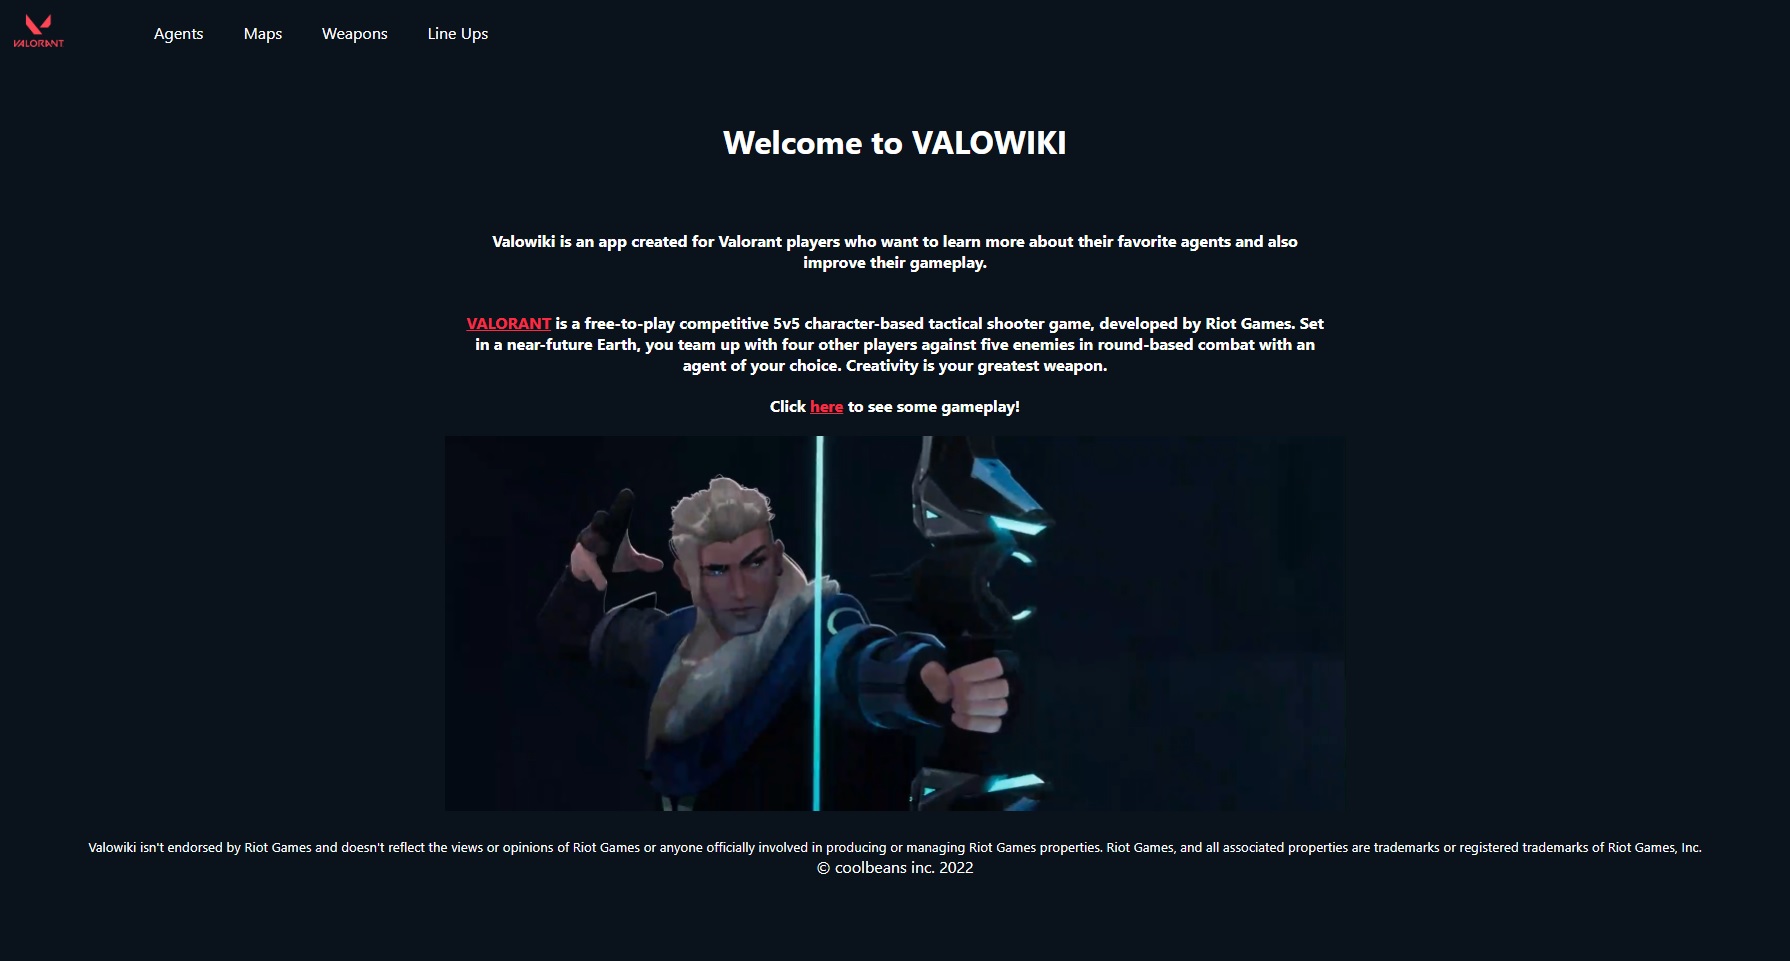 VALORANT
Agents
Maps
Weapons
Line Ups
Welcome to VALOWIKI
Valowiki is an app created for Valorant players who want to learn more about their favorite agents and also
improve their gameplay.
VALORANT is a free-to-play competitive 5v5 character-based tactical shooter game, developed by Riot Games. Set
in a near-future Earth, you team up with four other players against five enemies in round-based combat with an
agent of your choice. Creativity is your greatest weapon.
Click here to see some gameplay!
Valowiki isn't endorsed by Riot Games and doesn't reflect the views or opinions of Riot Games or anyone officially involved in producing or managing Riot Games properties. Riot Games, and all associated properties are trademarks or registered trademarks of Riot Games, Inc.
© coolbeans inc. 2022